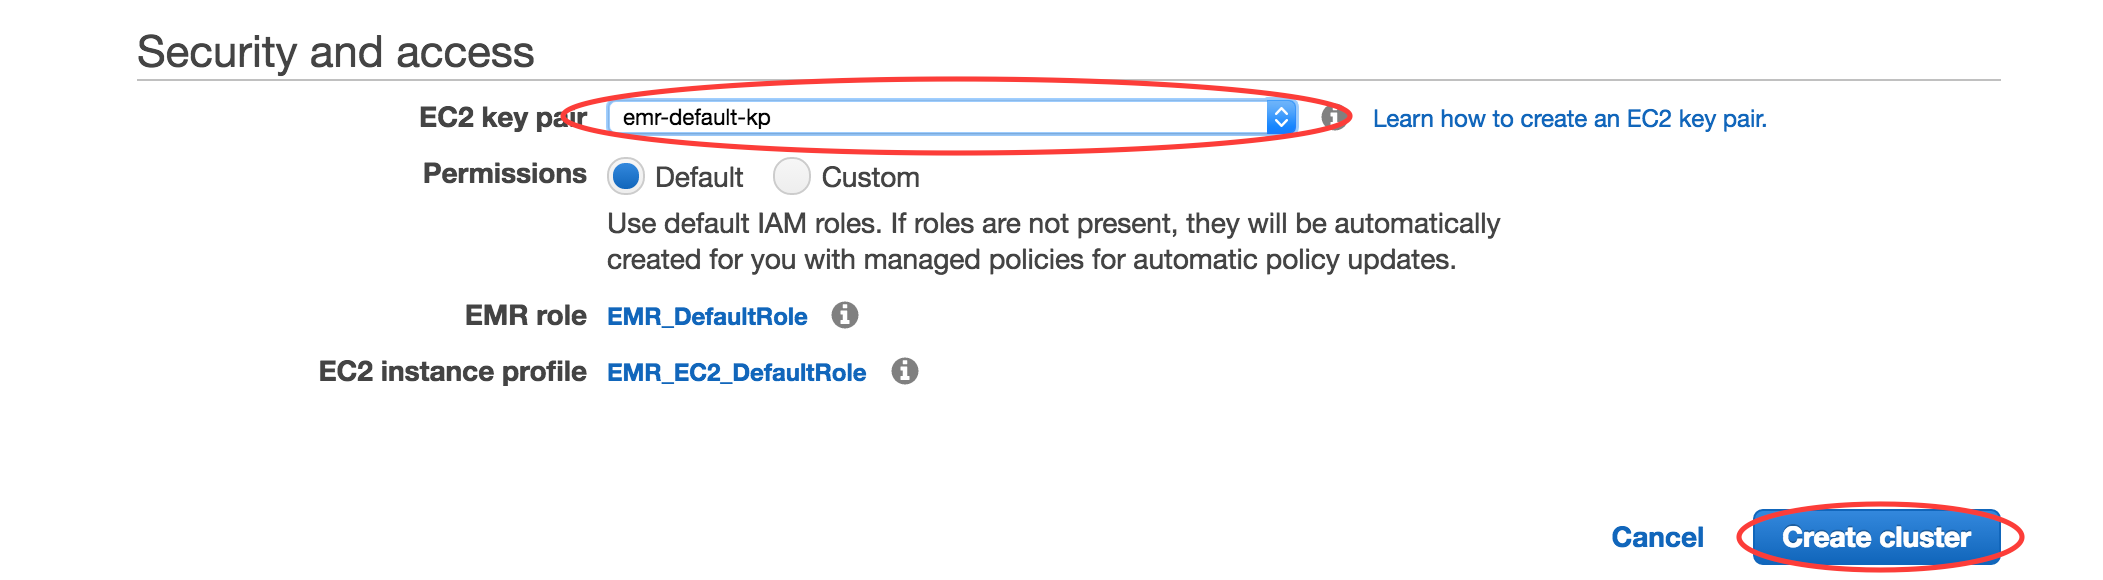 Security and access
EC2 key pair emr-default-kp Learn how to create an EC2 key pair.
Permissions Default Custom
Use default IAM roles. If roles are not present, they will be automatically
created for you with managed policies for automatic policy updates.
EMR role EMR_DefaultRole
EC2 instance profile EMR_EC2_DefaultRole
Cancel Create cluster